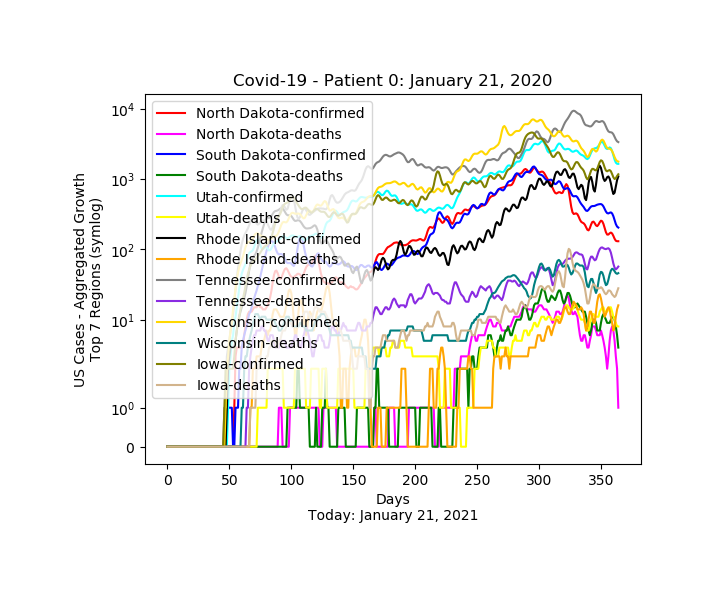 Covid-19 - Patient 0: January 21, 2020
US Cases - Aggregated Growth
Top 7 Regions (symlog)
10^4
10^3
10^2
10^1
10^0
0
North Dakota-confirmed
North Dakota-deaths
South Dakota-confirmed
South Dakota-deaths
Utah-confirmed
Utah-deaths
Rhode Island-confirmed
Rhode Island-deaths
Tennessee-confirmed
Tennessee-deaths
Wisconsin-confirmed
Wisconsin-deaths
Iowa-confirmed
Iowa-deaths
0 50 100 150 200 250 300 350
Days
Today: January 21, 2021